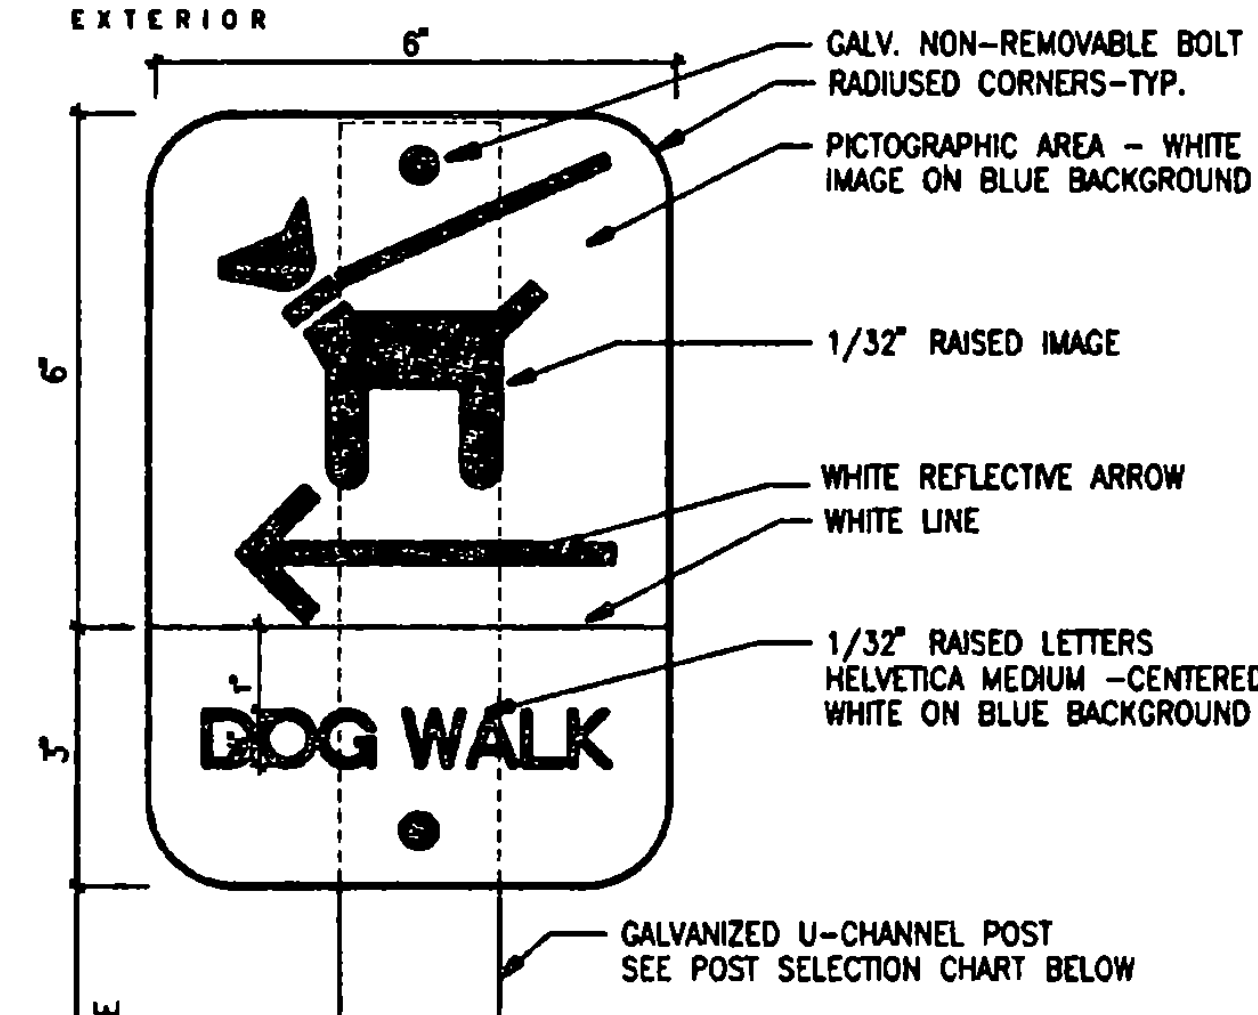 EXTERIOR
6"
GALV. NON-REMOVABLE BOLT
RADIUSED CORNERS-TYP.
PICTOGRAPHIC AREA - WHITE
IMAGE ON BLUE BACKGROUND
6"
1/32" RAISED IMAGE
WHITE REFLECTIVE ARROW
WHITE LINE
1/32" RAISED LETTERS
HELVETICA MEDIUM -CENTERED
WHITE ON BLUE BACKGROUND
1"
3"
DOG WALK
GALVANIZED U-CHANNEL POST
SEE POST SELECTION CHART BELOW
E